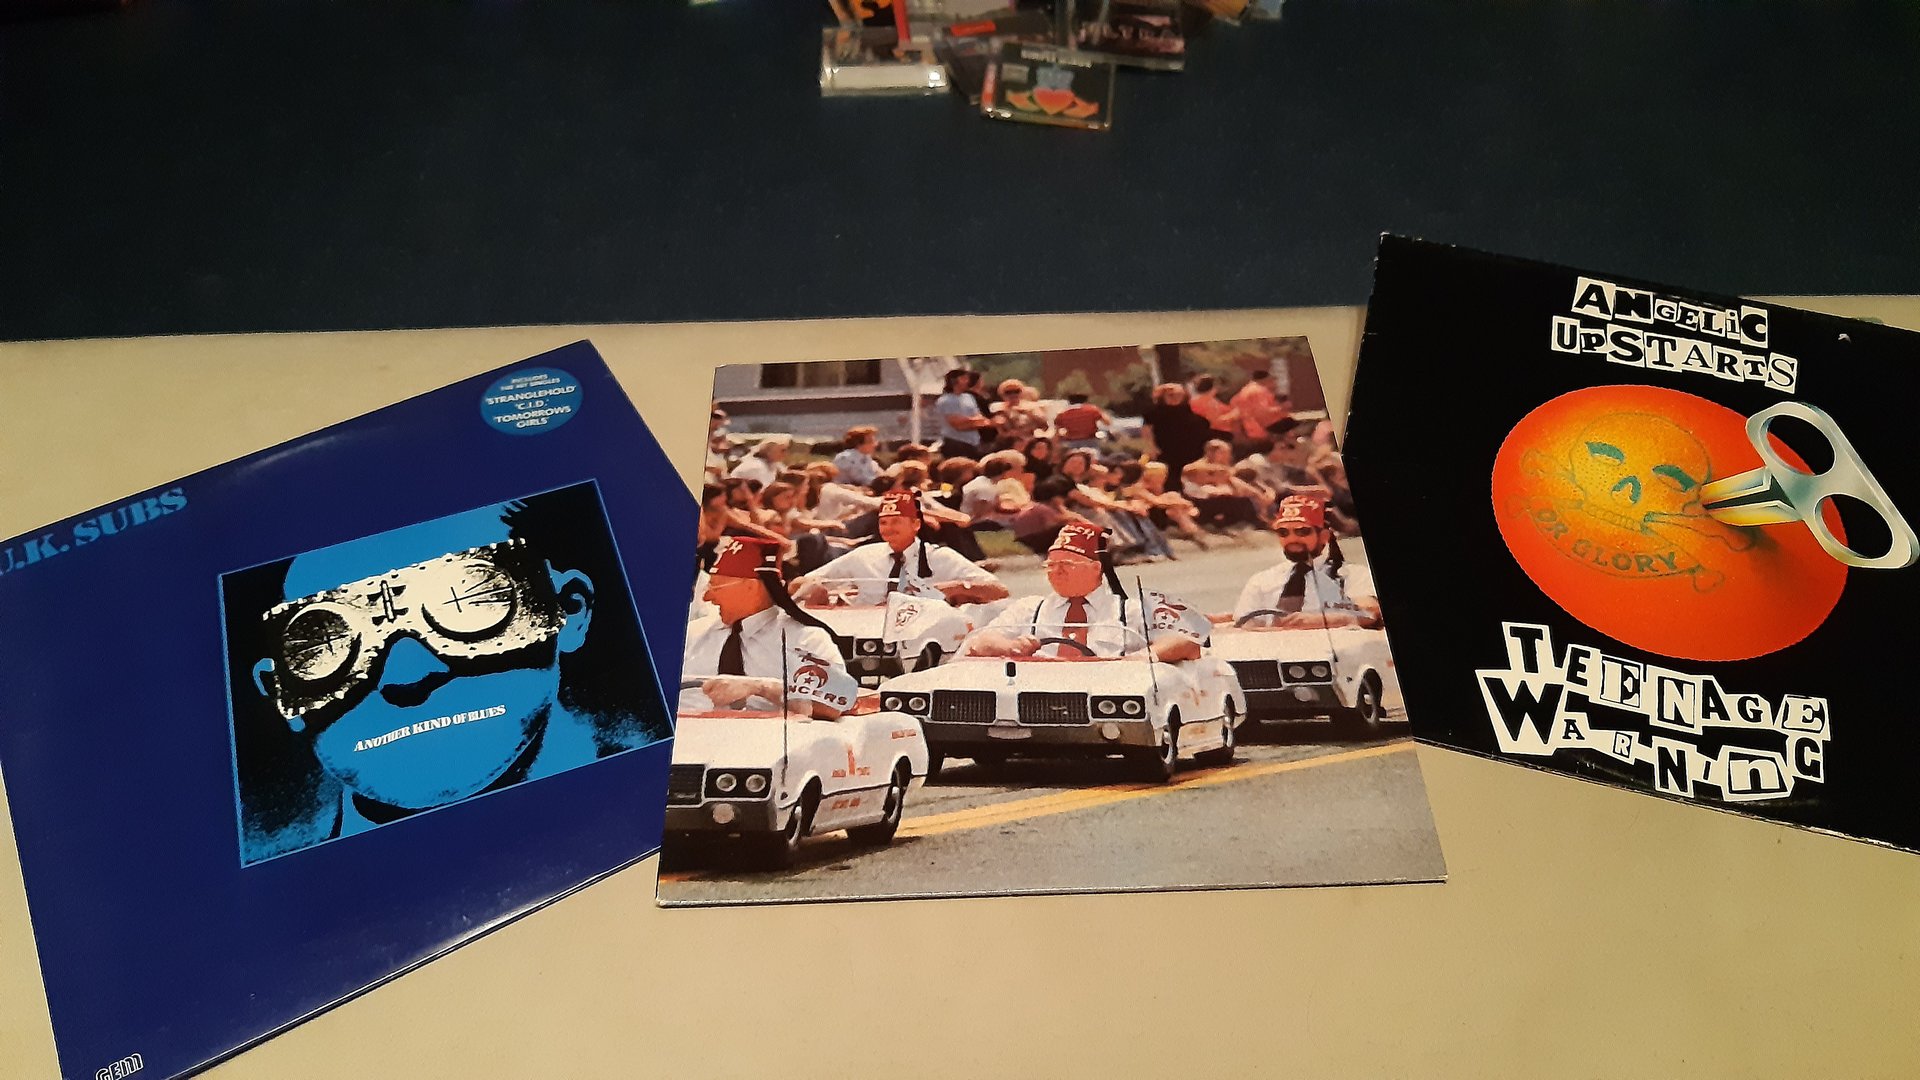 U.K. SUBS
INCLUDES
THE HIT SINGLES
'STRANGLEHOLD'
'C.I.D.'
'TOMORROWS
GIRLS'
ANOTHER KIND OF BLUES
GEM
NCERS
ANGELiC
UPSTARTS
OR GLORY
TEENAGE
WARNING